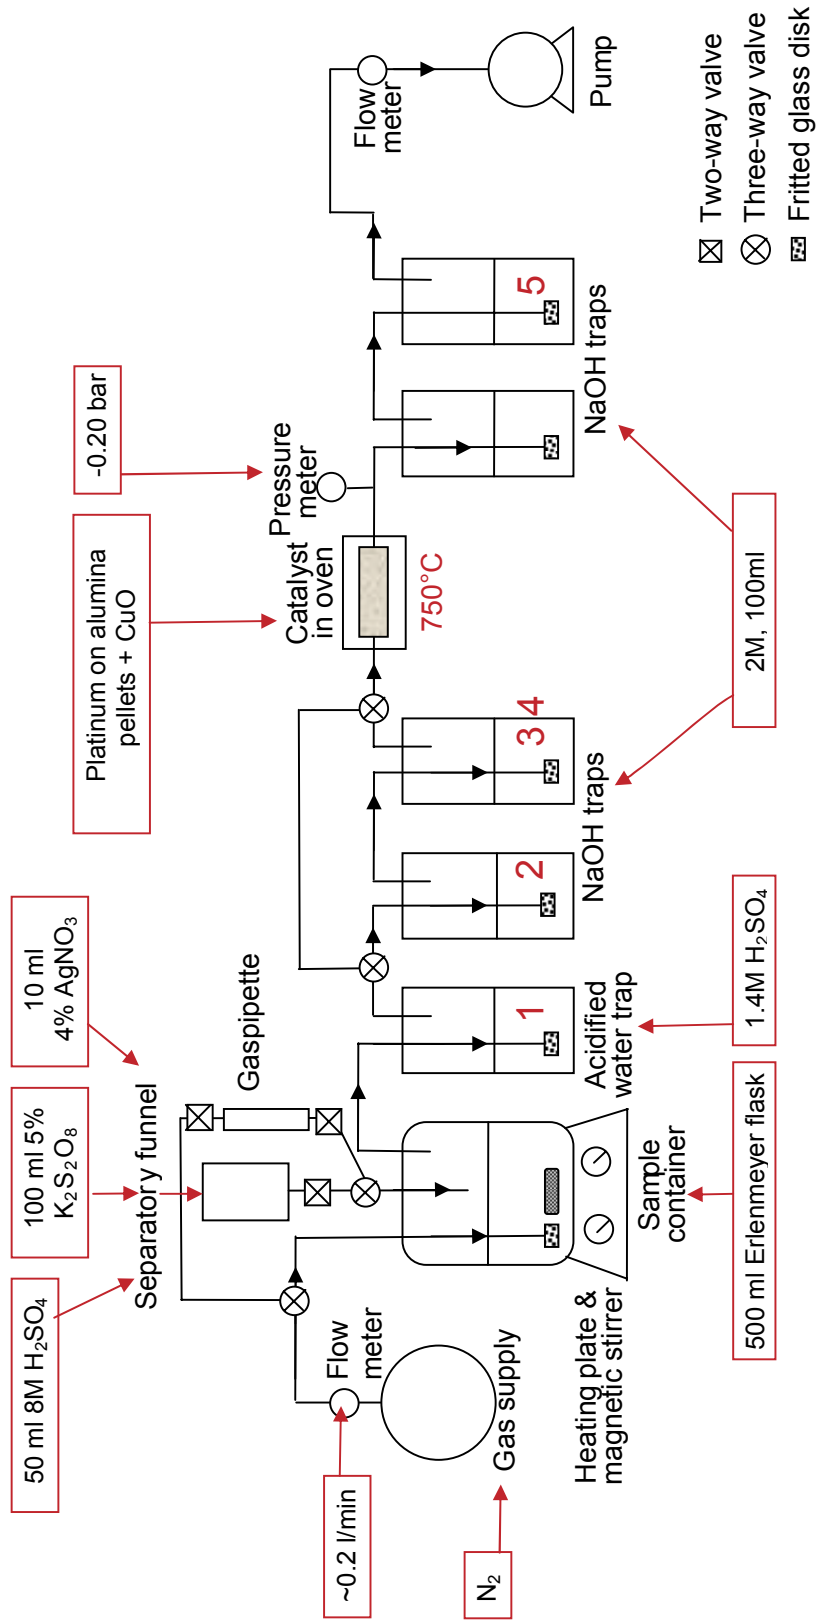 50 ml 8M H₂SO₄
100 ml 5%
K₂S₂O₈
10 ml
4% AgNO₃
Platinum on alumina
pellets + CuO
-0.20 bar
Separatory funnel
Gaspipette
Catalyst
in oven
Pressure
meter
Flow
meter
~0.2 l/min
Flow
meter
750°C
1
2
3 4
5
N₂
Gas supply
Heating plate &
magnetic stirrer
Sample
container
Acidified
water trap
NaOH traps
NaOH traps
Pump
500 ml Erlenmeyer flask
1.4M H₂SO₄
2M, 100ml
Two-way valve
Three-way valve
Fritted glass disk